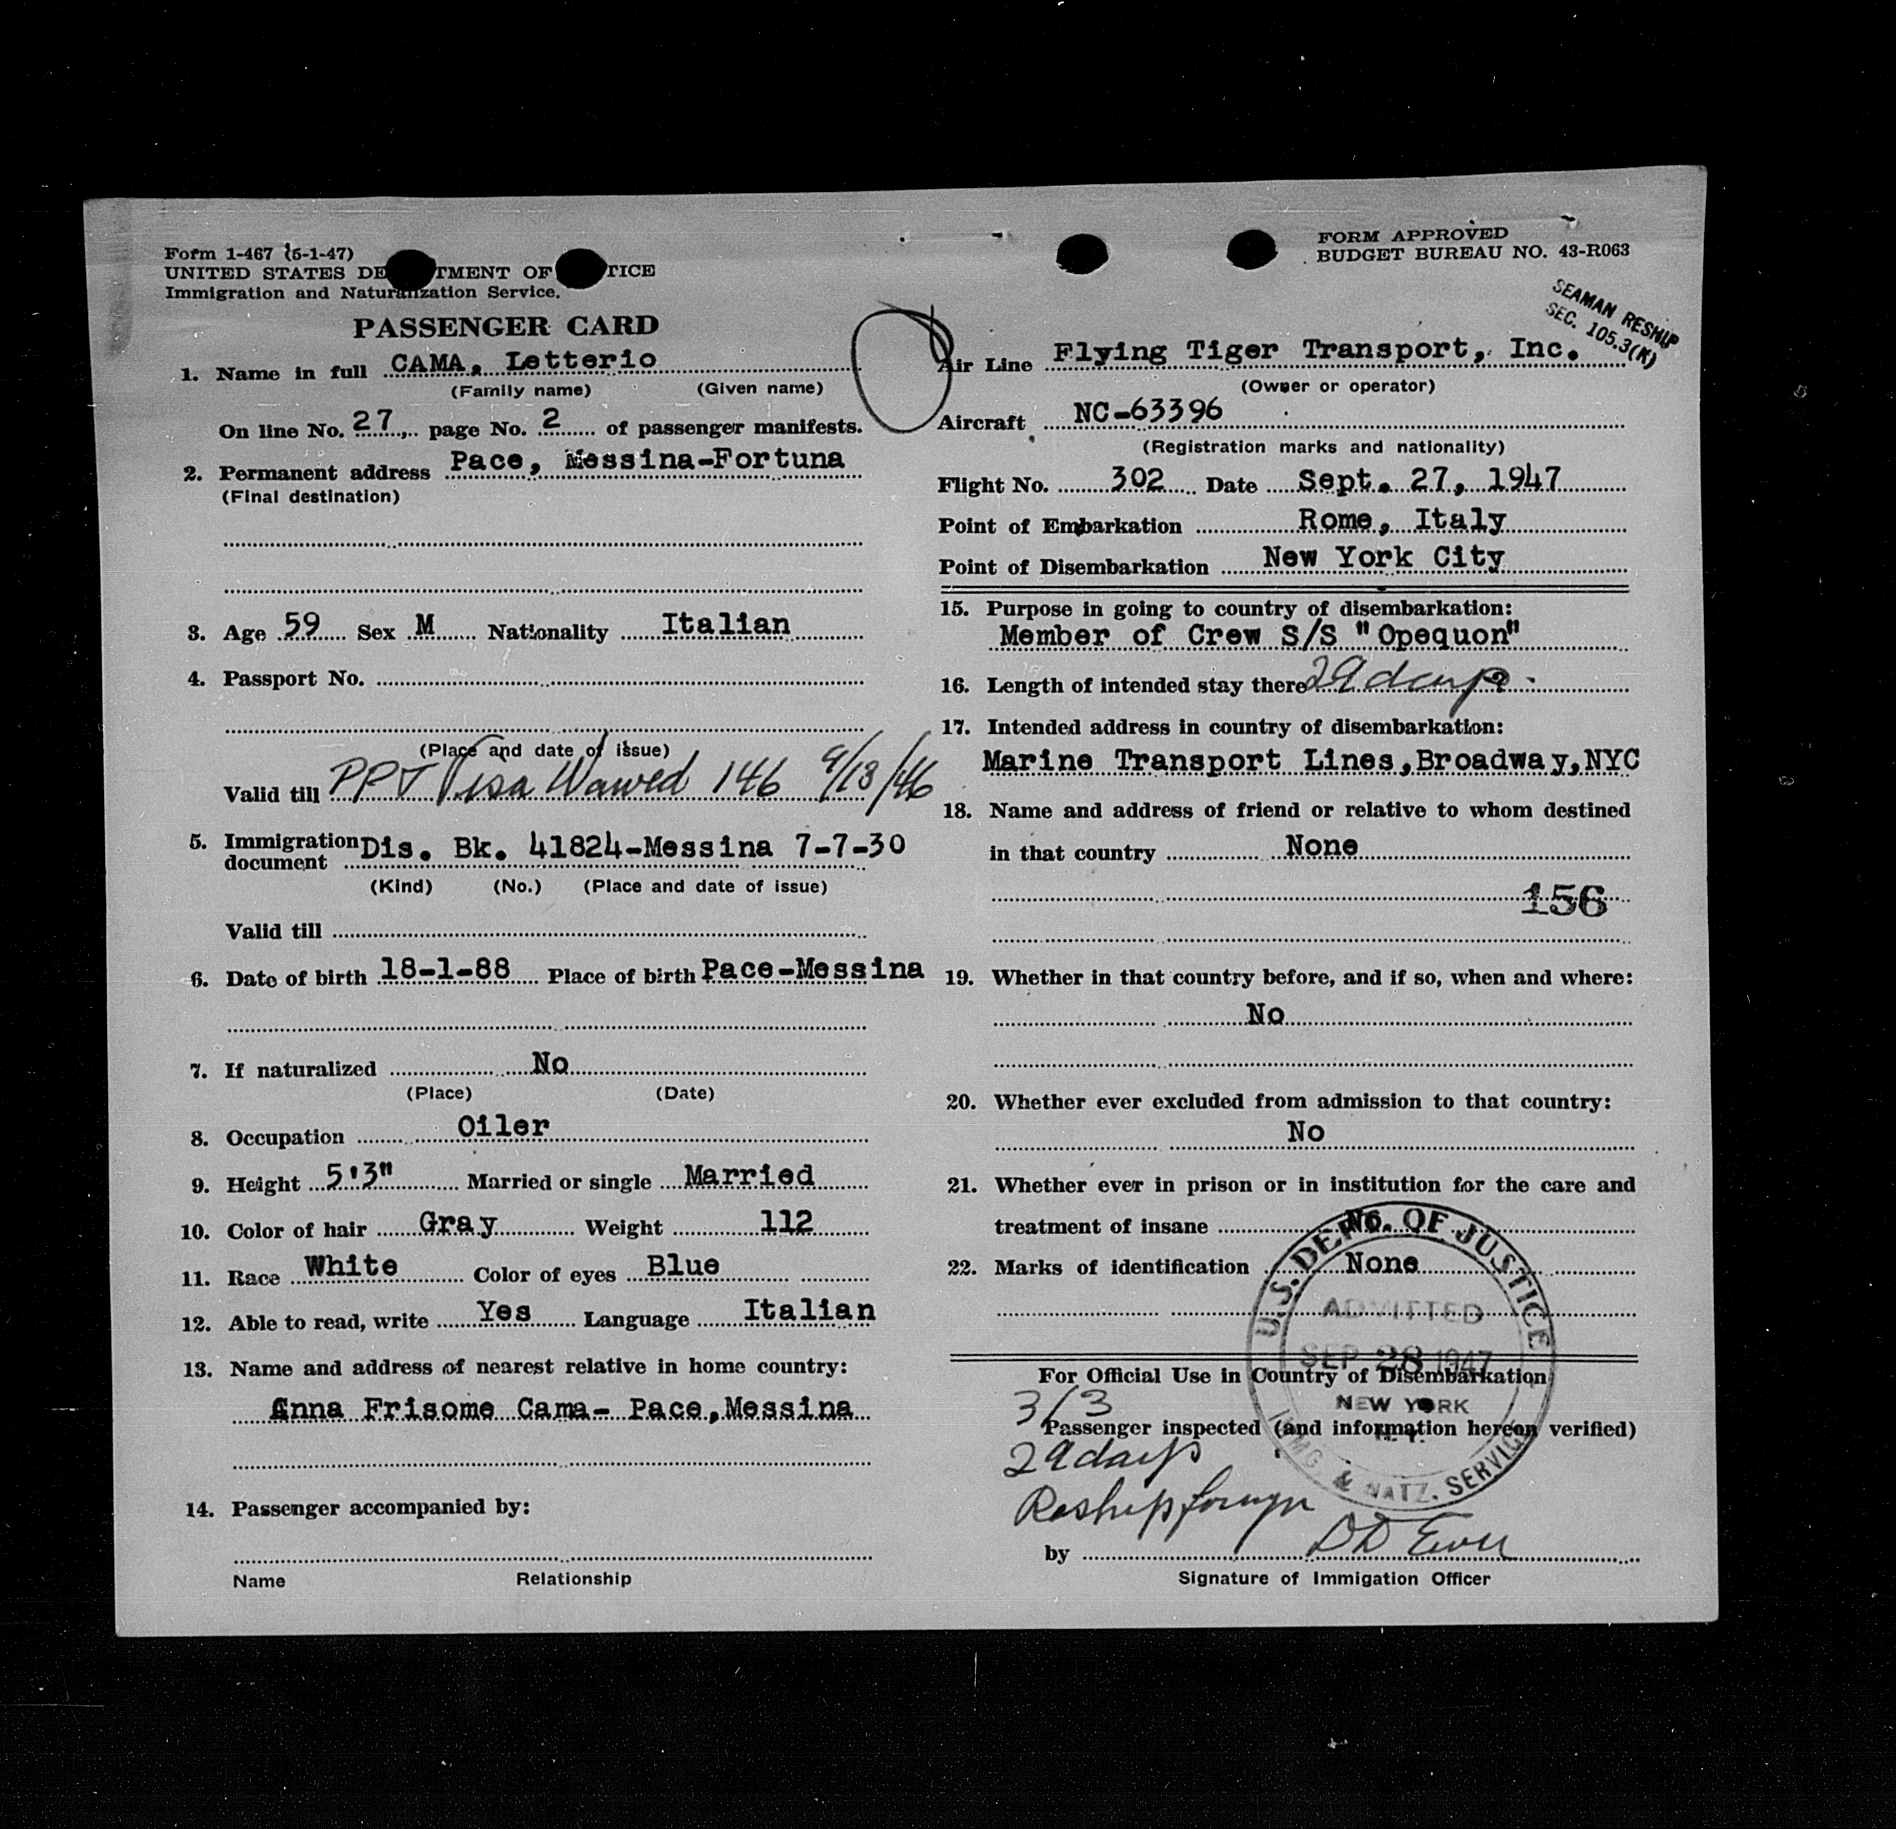 Form 1-467 (5-1-47)
UNITED STATES DE TMENT OF TICE
Immigration and Naturalization Service.
PASSENGER CARD
1. Name in full CAMA, Letterio
(Family name) (Given name)
On line No. 27 page No. 2 of passenger manifests.
2. Permanent address Pace, Messina-Fortuna
(Final destination)
3. Age 59 Sex M Nationality Italian
4. Passport No.
(Place and date of issue)
Valid till PPT Visa Waived 146 9/13/46
5. Immigration document Dis. Bk. 41824-Messina 7-7-30
(Kind) (No.) (Place and date of issue)
Valid till
6. Date of birth 18-1-88 Place of birth Pace-Messina
7. If naturalized No
(Place) (Date)
8. Occupation Oiler
9. Height 5'3" Married or single Married
10. Color of hair Gray Weight 112
11. Race White Color of eyes Blue
12. Able to read, write Yes Language Italian
13. Name and address of nearest relative in home country:
Anna Frisome Cama- Pace,Messina
14. Passenger accompanied by:
Name Relationship
FORM APPROVED
BUDGET BUREAU NO. 43-R063
SEAMAN RESHIP
SEC. 105.3(K)
Air Line Flying Tiger Transport, Inc.
(Owner or operator)
Aircraft NC-63396
(Registration marks and nationality)
Flight No. 302 Date Sept. 27, 1947
Point of Embarkation Rome, Italy
Point of Disembarkation New York City
15. Purpose in going to country of disembarkation:
Member of Crew S/S "Opequon"
16. Length of intended stay there 29 days
17. Intended address in country of disembarkation:
Marine Transport Lines,Broadway,NYC
18. Name and address of friend or relative to whom destined
in that country None
156
19. Whether in that country before, and if so, when and where:
No
20. Whether ever excluded from admission to that country:
No
21. Whether ever in prison or in institution for the care and
treatment of insane No.
22. Marks of identification None
U.S. DEPT. OF JUSTICE
ADMITTED
SEP 28 1947
NEW YORK
N.Y.
IMMG. & NATZ. SERVICE
For Official Use in Country of Disembarkation
3/3
Passenger inspected (and information hereon verified)
29 days
Reship foreign
by
Signature of Immigation Officer